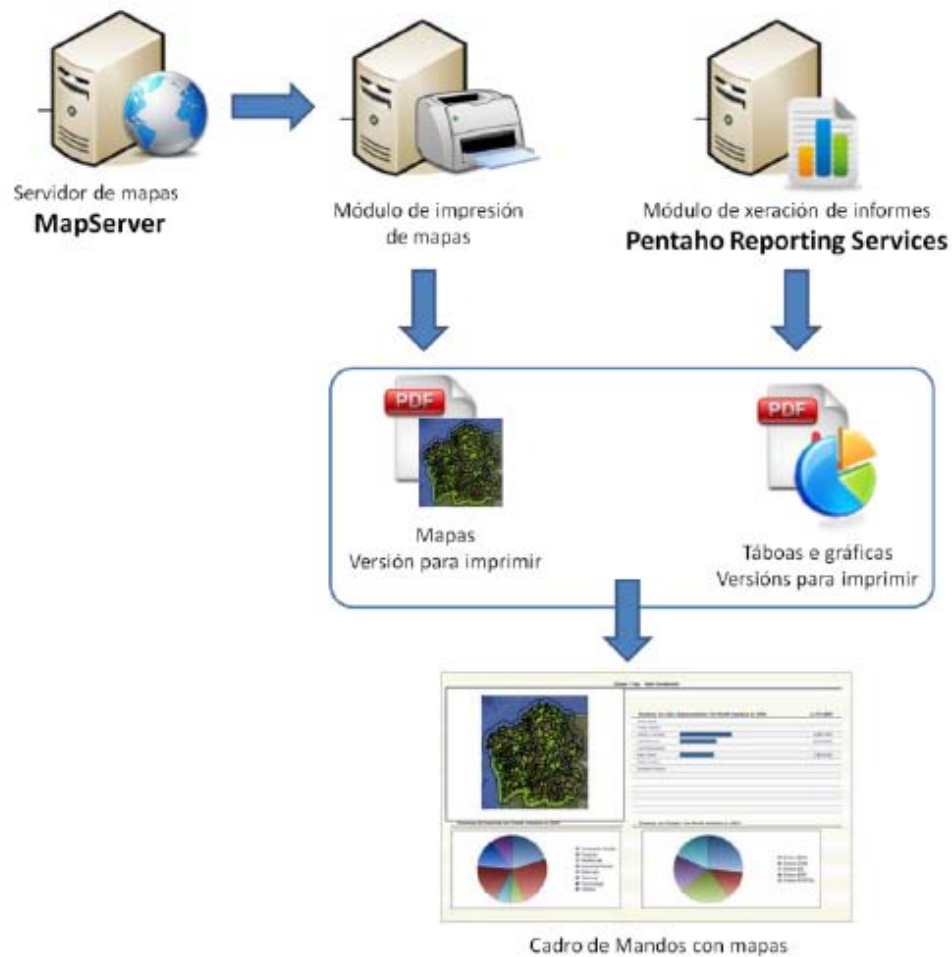 Servidor de mapas
MapServer
Módulo de impresión
de mapas
Módulo de xeración de informes
Pentaho Reporting Services
PDF
Mapas
Versión para imprimir
PDF
Táboas e gráficas
Versións para imprimir
Cadro de Mandos con mapas